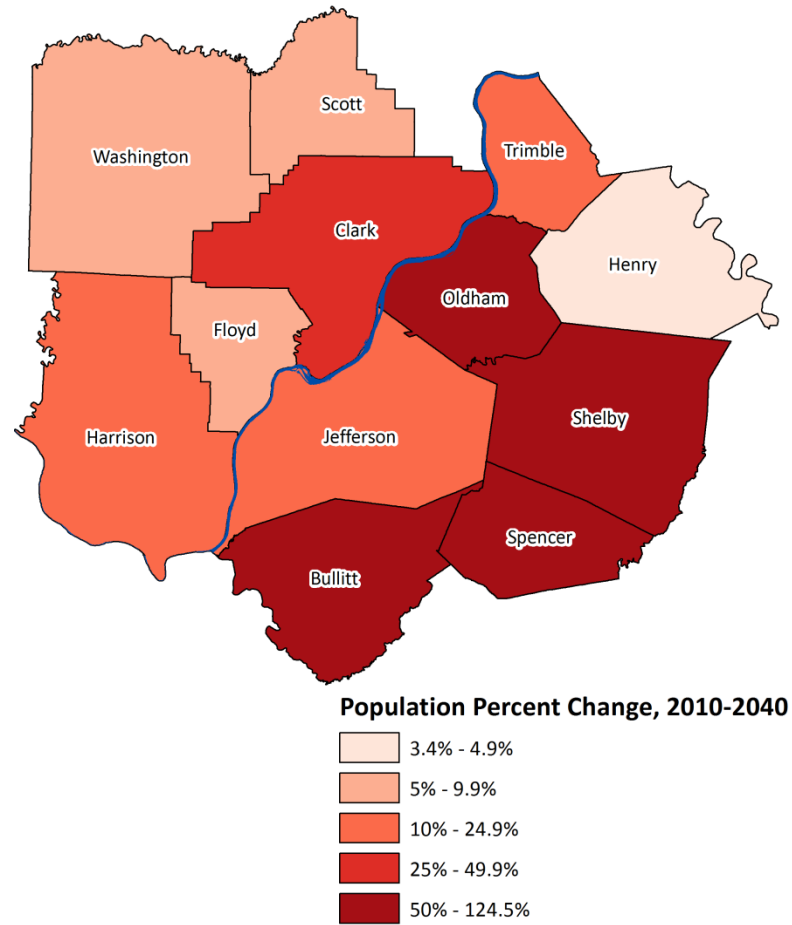 Scott
Washington
Trimble
Clark
Henry
Oldham
Floyd
Shelby
Harrison
Jefferson
Spencer
Bullitt
Population Percent Change, 2010-2040
3.4% - 4.9%
5% - 9.9%
10% - 24.9%
25% - 49.9%
50% - 124.5%